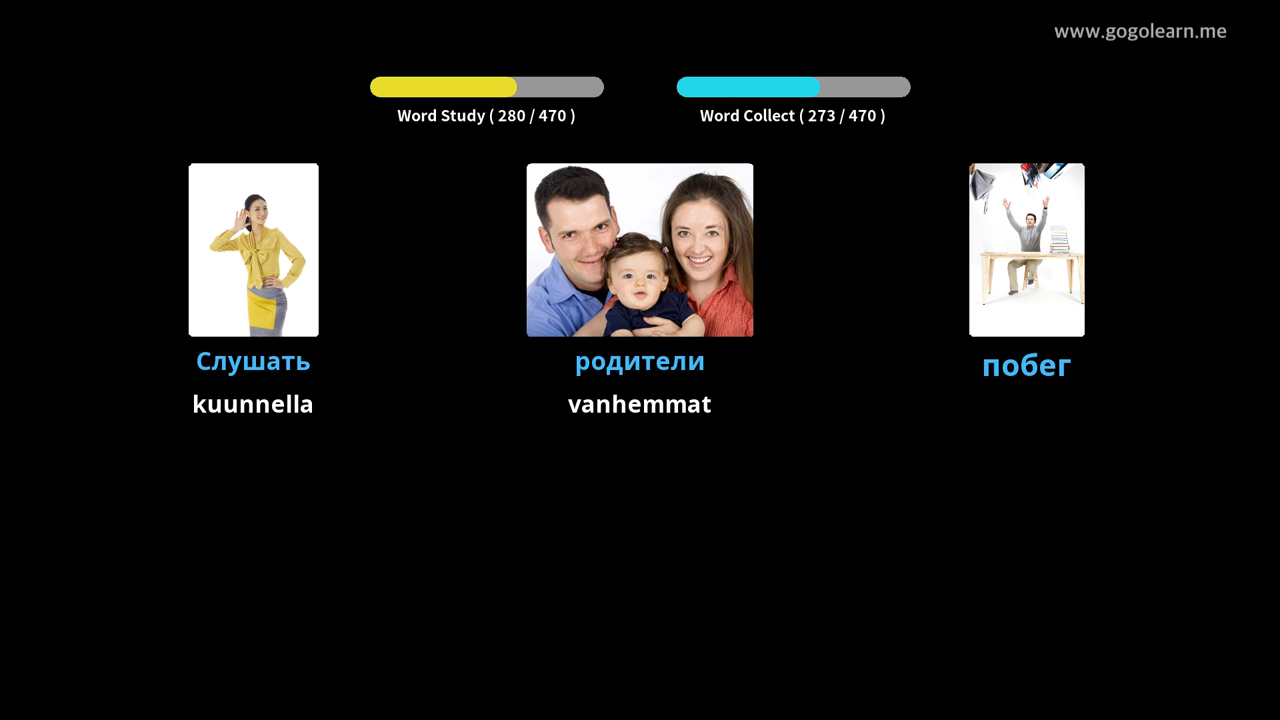 www.gogolearn.me
Word Study ( 280 / 470 )
Word Collect ( 273 / 470 )
Слушать
родители
побег
kuunnella
vanhemmat